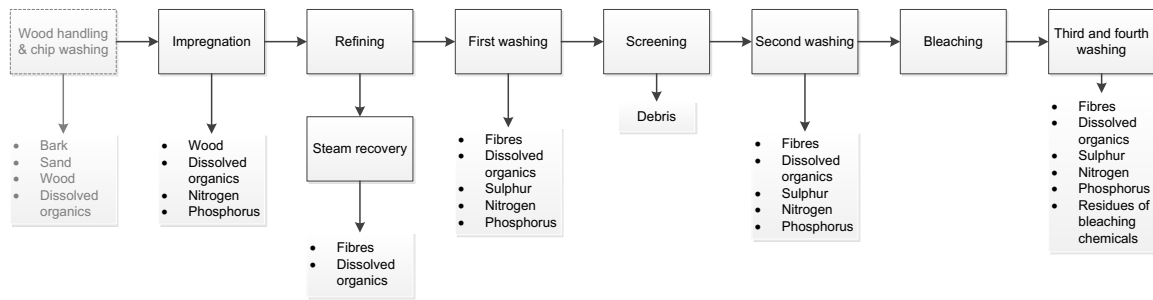 Wood handling
& chip washing
Impregnation
Refining
First washing
Screening
Second washing
Bleaching
Third and fourth
washing
• Bark
• Sand
• Wood
• Dissolved
organics
• Wood
• Dissolved
organics
• Nitrogen
• Phosphorus
Steam recovery
• Fibres
• Dissolved
organics
• Fibres
• Dissolved
organics
• Sulphur
• Nitrogen
• Phosphorus
Debris
• Fibres
• Dissolved
organics
• Sulphur
• Nitrogen
• Phosphorus
• Fibres
• Dissolved
organics
• Sulphur
• Nitrogen
• Phosphorus
• Residues of
bleaching
chemicals